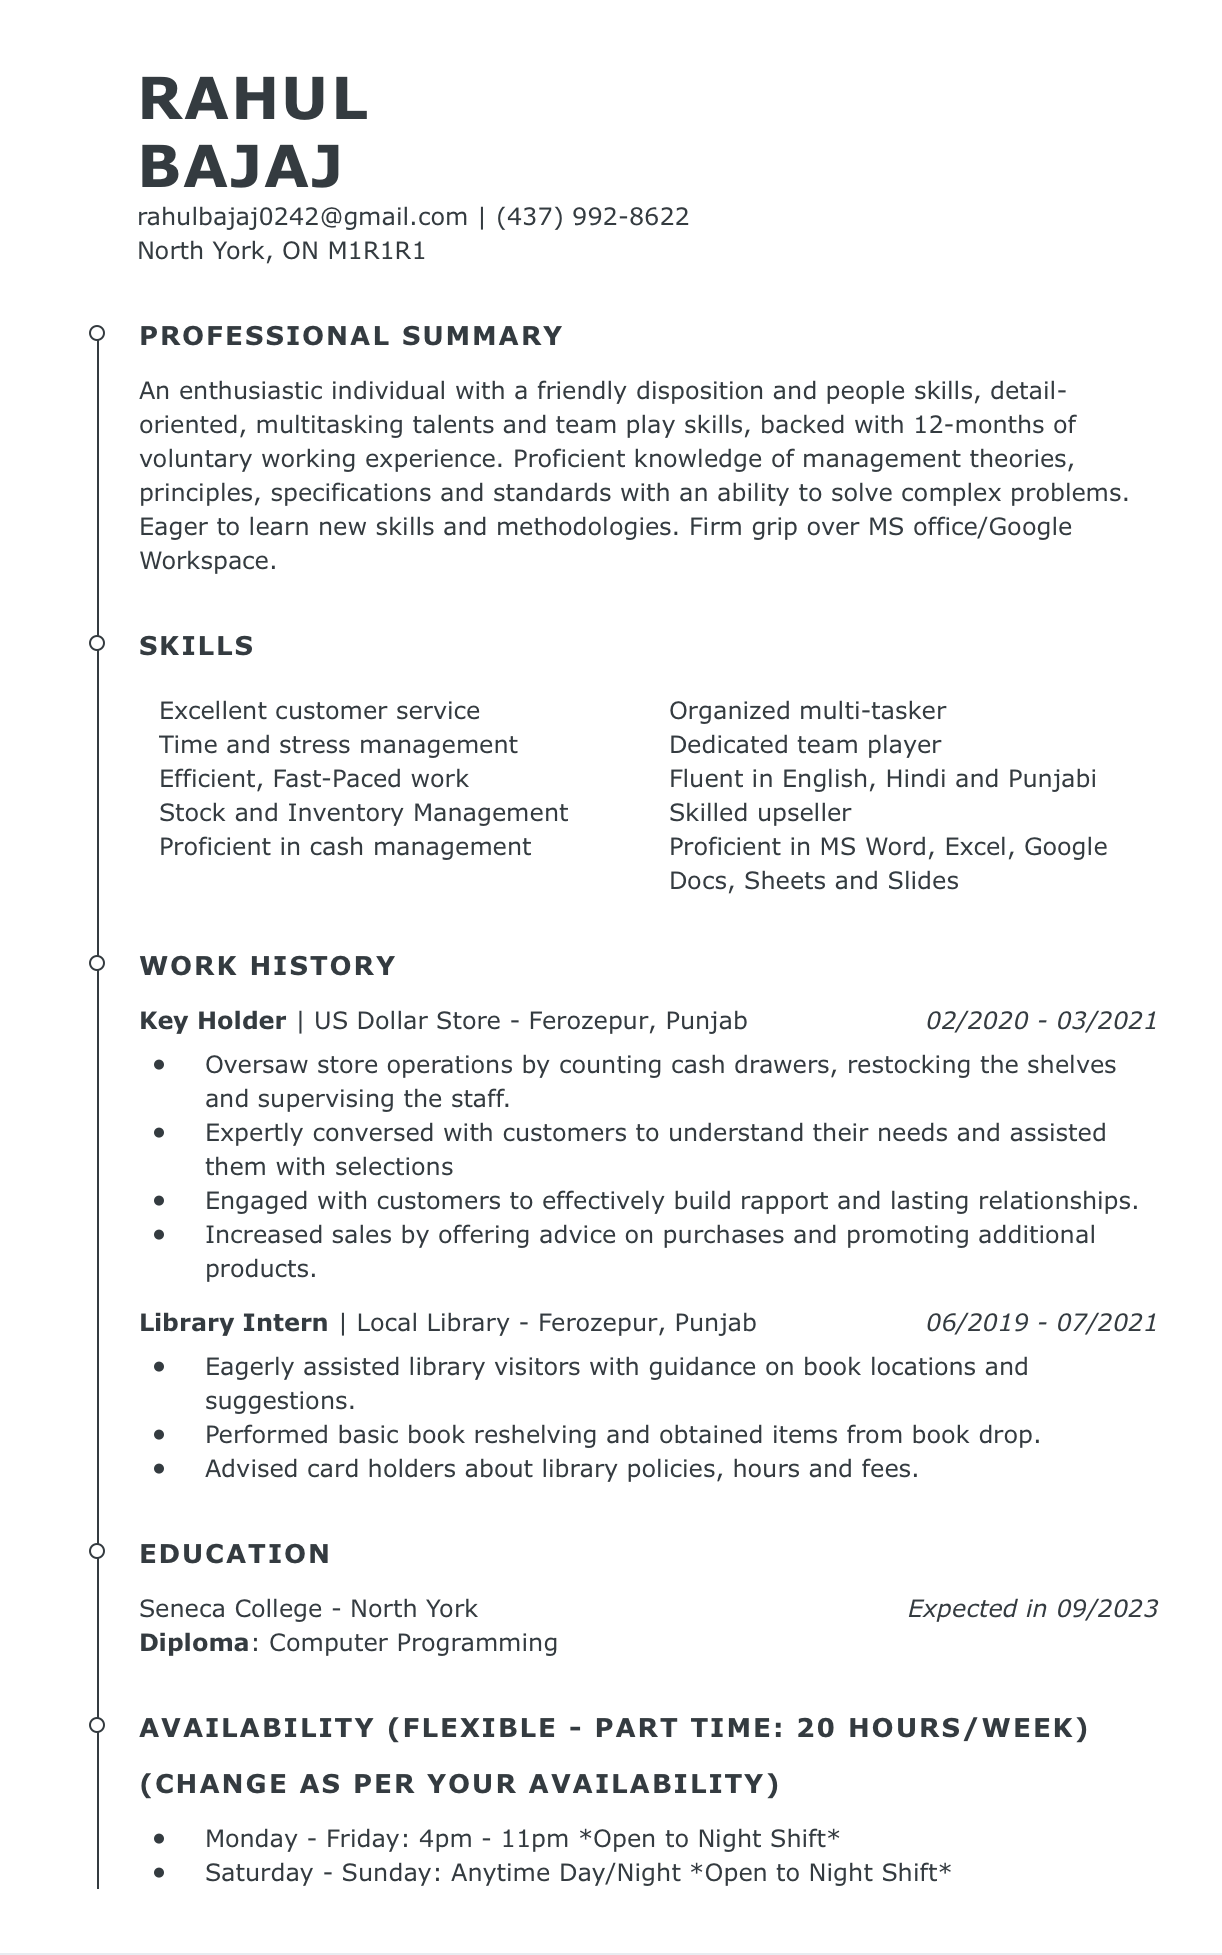 RAHUL
BAJAJ
rahulbajaj0242@gmail.com | (437) 992-8622
North York, ON M1R1R1
PROFESSIONAL SUMMARY
An enthusiastic individual with a friendly disposition and people skills, detail-
oriented, multitasking talents and team play skills, backed with 12-months of
voluntary working experience. Proficient knowledge of management theories,
principles, specifications and standards with an ability to solve complex problems.
Eager to learn new skills and methodologies. Firm grip over MS office/Google
Workspace.
SKILLS
Excellent customer service
Time and stress management
Efficient, Fast-Paced work
Stock and Inventory Management
Proficient in cash management
Organized multi-tasker
Dedicated team player
Fluent in English, Hindi and Punjabi
Skilled upseller
Proficient in MS Word, Excel, Google
Docs, Sheets and Slides
WORK HISTORY
Key Holder | US Dollar Store - Ferozepur, Punjab 02/2020 - 03/2021
• Oversaw store operations by counting cash drawers, restocking the shelves
and supervising the staff.
• Expertly conversed with customers to understand their needs and assisted
them with selections
• Engaged with customers to effectively build rapport and lasting relationships.
• Increased sales by offering advice on purchases and promoting additional
products.
Library Intern | Local Library - Ferozepur, Punjab 06/2019 - 07/2021
• Eagerly assisted library visitors with guidance on book locations and
suggestions.
• Performed basic book reshelving and obtained items from book drop.
• Advised card holders about library policies, hours and fees.
EDUCATION
Seneca College - North York Expected in 09/2023
Diploma: Computer Programming
AVAILABILITY (FLEXIBLE - PART TIME: 20 HOURS/WEEK)
(CHANGE AS PER YOUR AVAILABILITY)
• Monday - Friday: 4pm - 11pm *Open to Night Shift*
• Saturday - Sunday: Anytime Day/Night *Open to Night Shift*